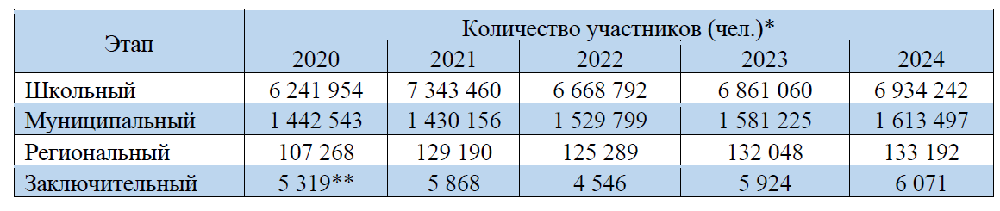 Этап Количество участников (чел.)*
2020 2021 2022 2023 2024
Школьный 6 241 954 7 343 460 6 668 792 6 861 060 6 934 242
Муниципальный 1 442 543 1 430 156 1 529 799 1 581 225 1 613 497
Региональный 107 268 129 190 125 289 132 048 133 192
Заключительный 5 319** 5 868 4 546 5 924 6 071